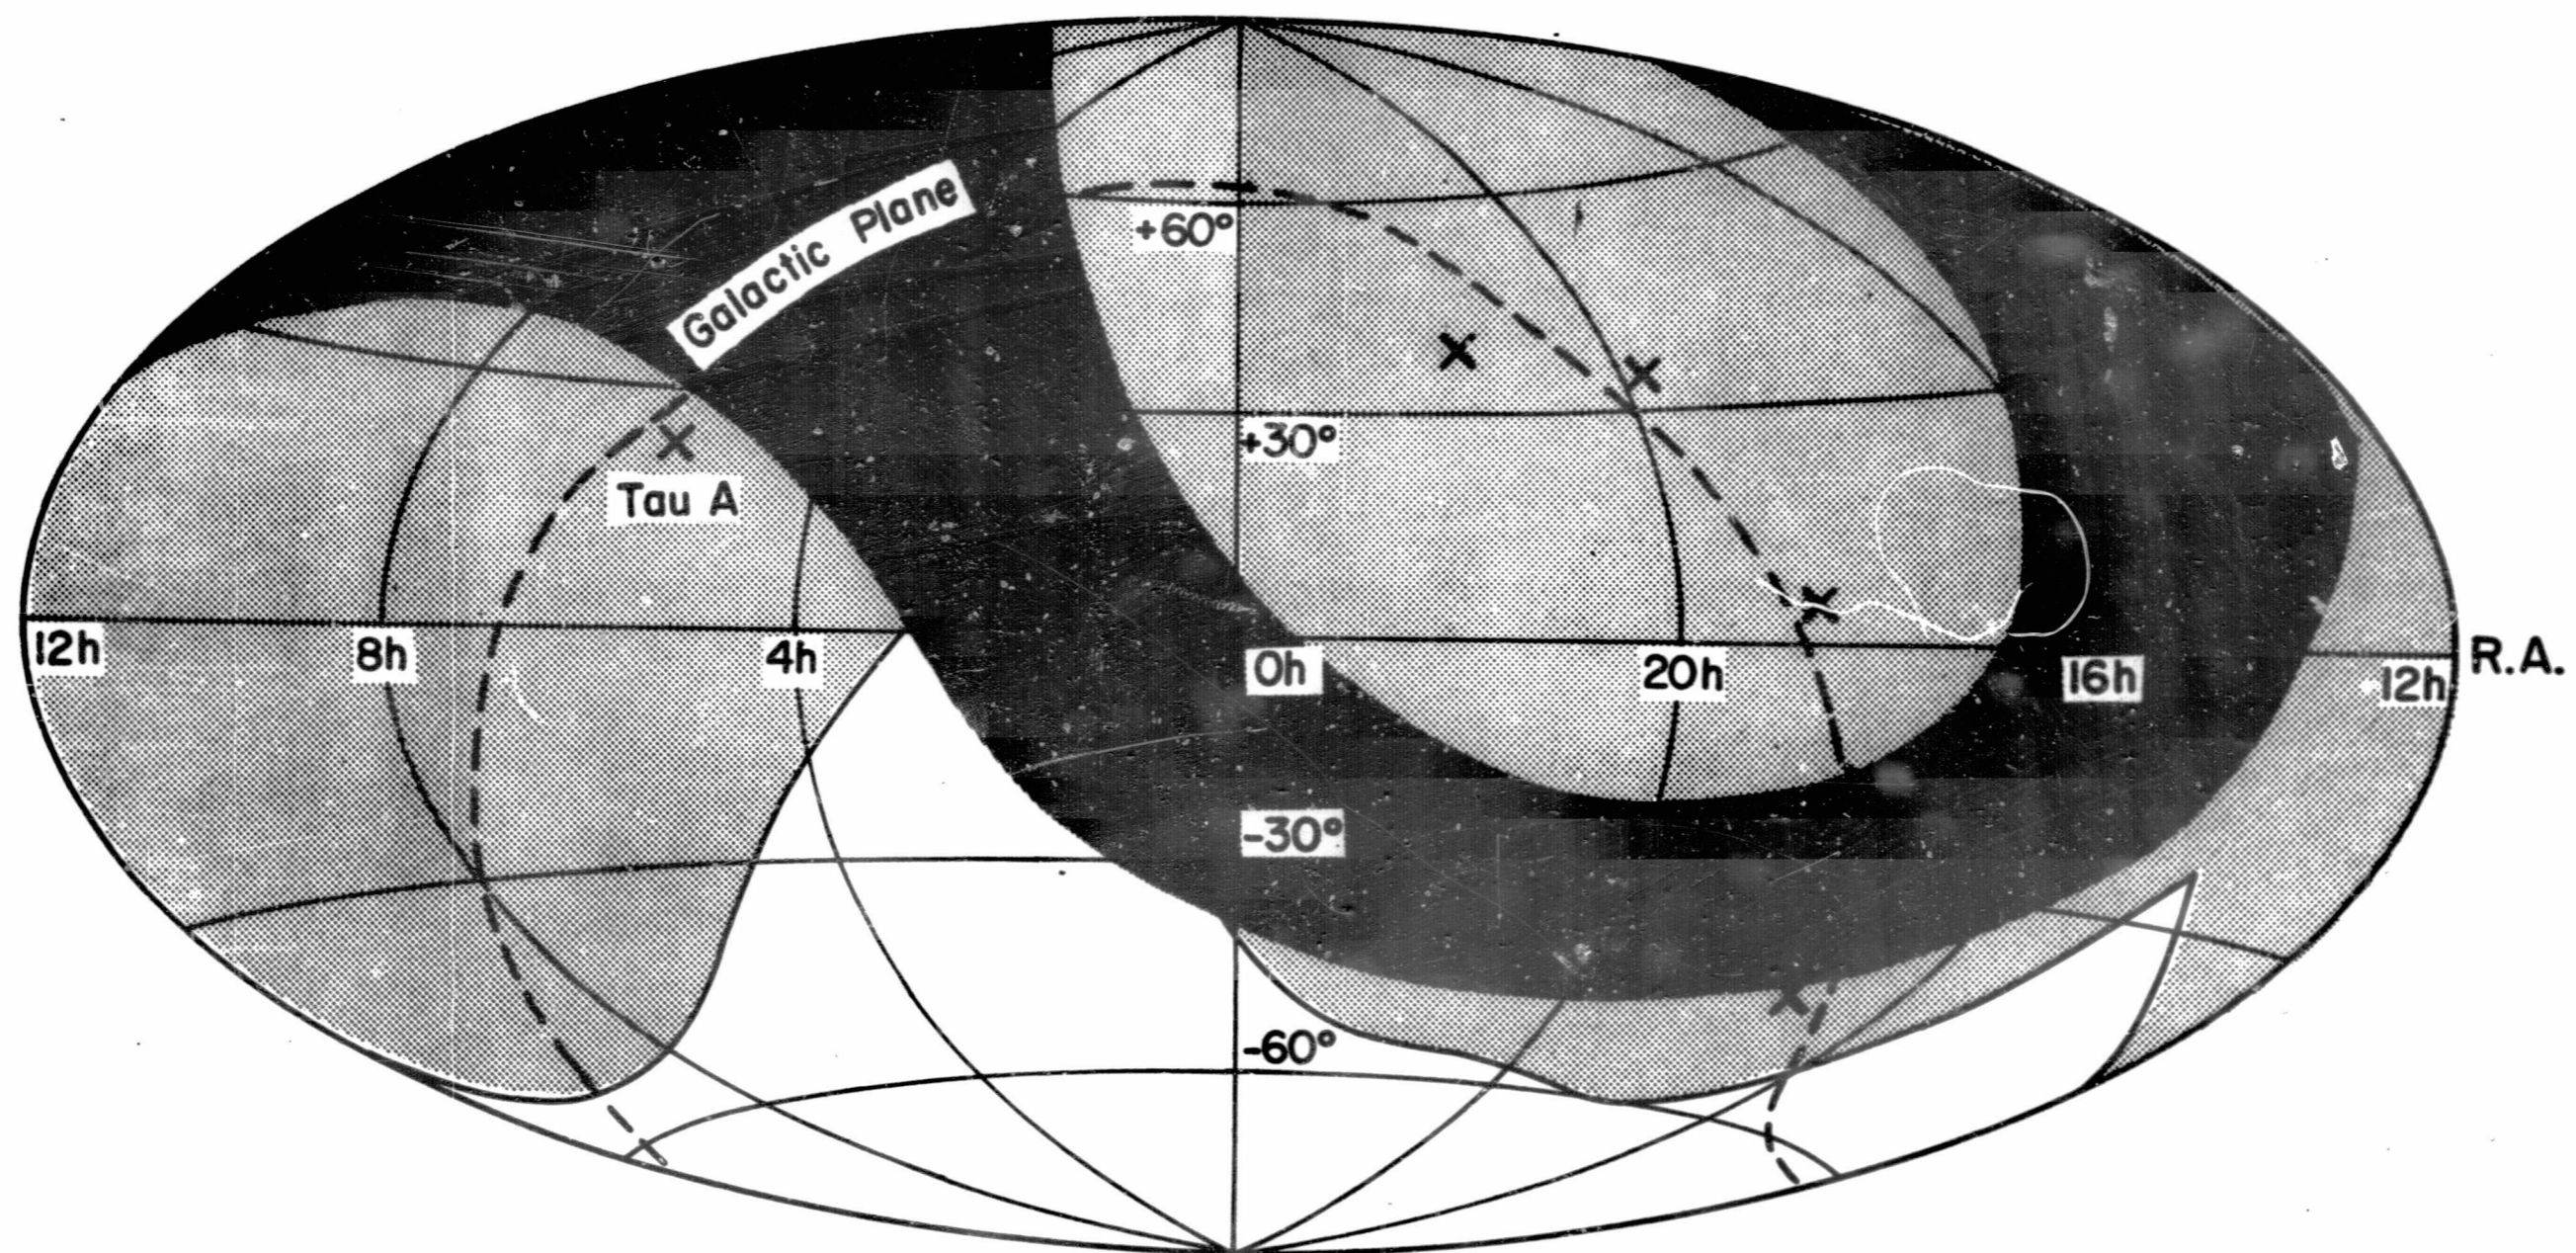 Galactic Plane
+60°
+30°
Tau A
12h
8h
4h
0h
20h
16h
12h
R.A.
-30°
-60°